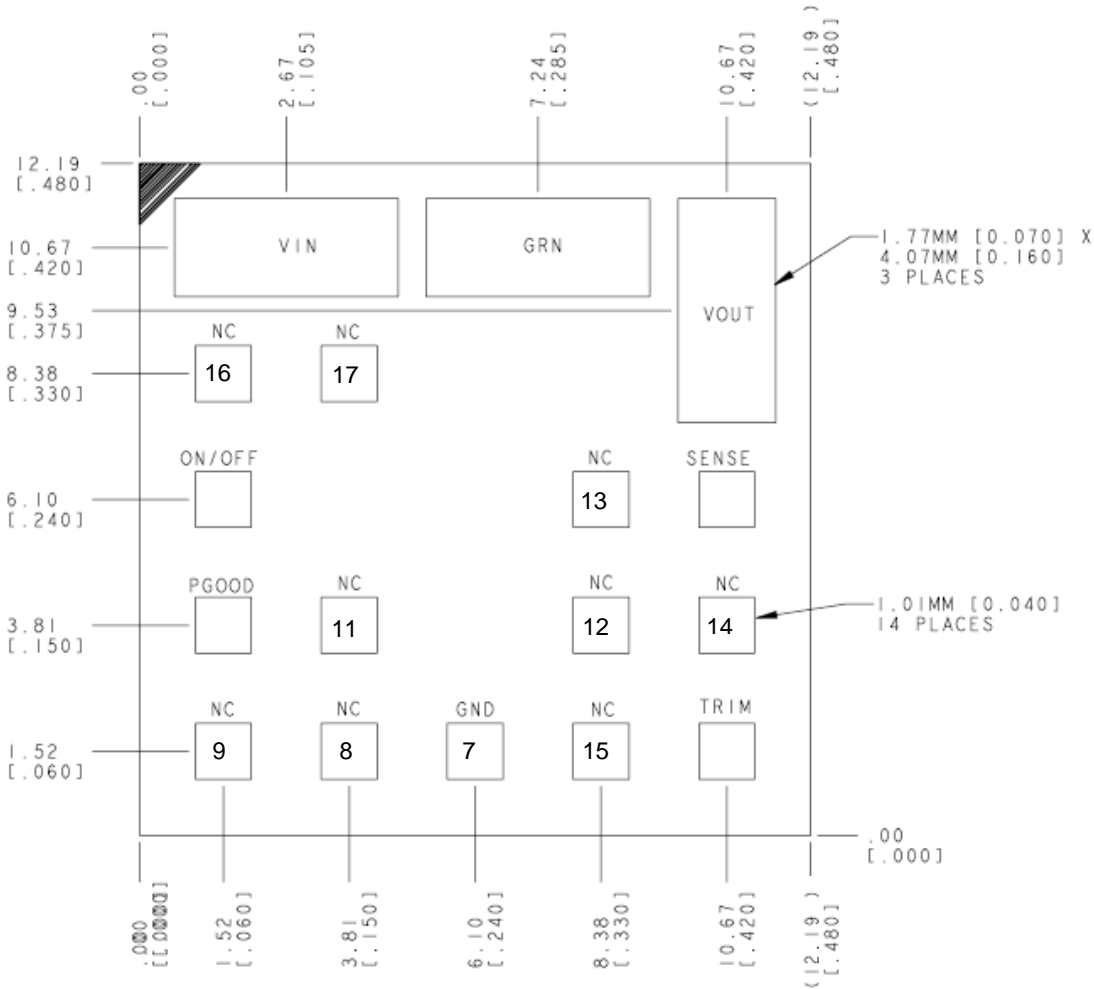 .00
[.000]
2.67
[.105]
7.24
[.285]
10.67
[.420]
(12.19 )
[.480]
12.19
[.480]
VIN
GRN
10.67
[.420]
1.77MM [0.070] X
4.07MM [0.160]
3 PLACES
9.53
[.375]
VOUT
NC
NC
8.38
[.330]
16
17
ON/OFF
NC
SENSE
6.10
[.240]
13
PGOOD
NC
NC
NC
3.81
[.150]
11
12
14
1.01MM [0.040]
14 PLACES
NC
NC
GND
NC
TRIM
1.52
[.060]
9
8
7
15
.00
[.000]
1.52
[.060]
3.81
[.150]
6.10
[.240]
8.38
[.330]
10.67
[.420]
(12.19 )
[.480]